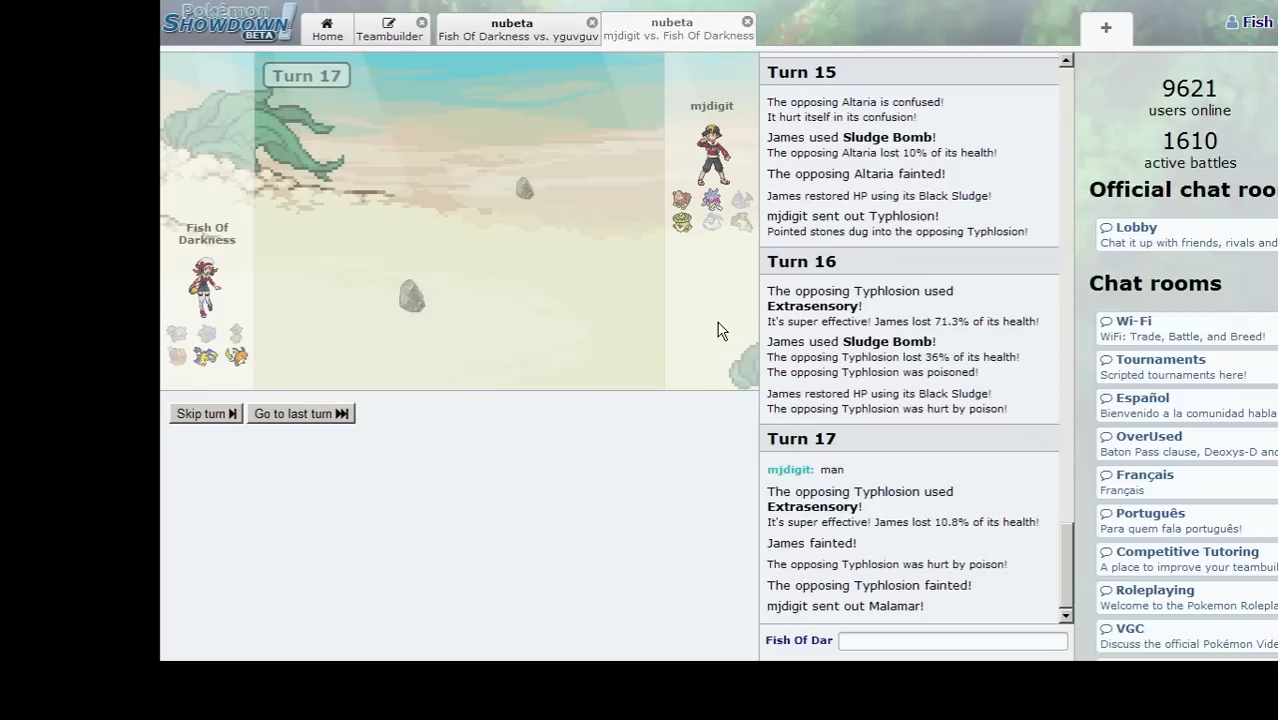 Pokémon
SHOWDOWN!
BETA
Home
Teambuilder
nubeta
Fish Of Darkness vs. yguvguv
nubeta
mjdigit vs. Fish Of Darkness
+
Fish
Turn 17
mjdigit
Fish Of
Darkness
Skip turn
Go to last turn
Turn 15
The opposing Altaria is confused!
It hurt itself in its confusion!
James used Sludge Bomb!
The opposing Altaria lost 10% of its health!
The opposing Altaria fainted!
James restored HP using its Black Sludge!
mjdigit sent out Typhlosion!
Pointed stones dug into the opposing Typhlosion!
Turn 16
The opposing Typhlosion used
Extrasensory!
It's super effective! James lost 71.3% of its health!
James used Sludge Bomb!
The opposing Typhlosion lost 36% of its health!
The opposing Typhlosion was poisoned!
James restored HP using its Black Sludge!
The opposing Typhlosion was hurt by poison!
Turn 17
mjdigit: man
The opposing Typhlosion used
Extrasensory!
It's super effective! James lost 10.8% of its health!
James fainted!
The opposing Typhlosion was hurt by poison!
The opposing Typhlosion fainted!
mjdigit sent out Malamar!
Fish Of Dar
9621
users online
1610
active battles
Official chat roo
Lobby
Chat it up with friends, rivals and
Chat rooms
Wi-Fi
WiFi: Trade, Battle, and Breed!
Tournaments
Scripted tournaments here!
Español
Bienvenido a la comunidad habla
OverUsed
Baton Pass clause, Deoxys-D and
Français
Français
Português
Para quem fala português!
Competitive Tutoring
A place to improve your teambuil
Roleplaying
Welcome to the Pokemon Rolepla
VGC
Discuss the official Pokémon Vide